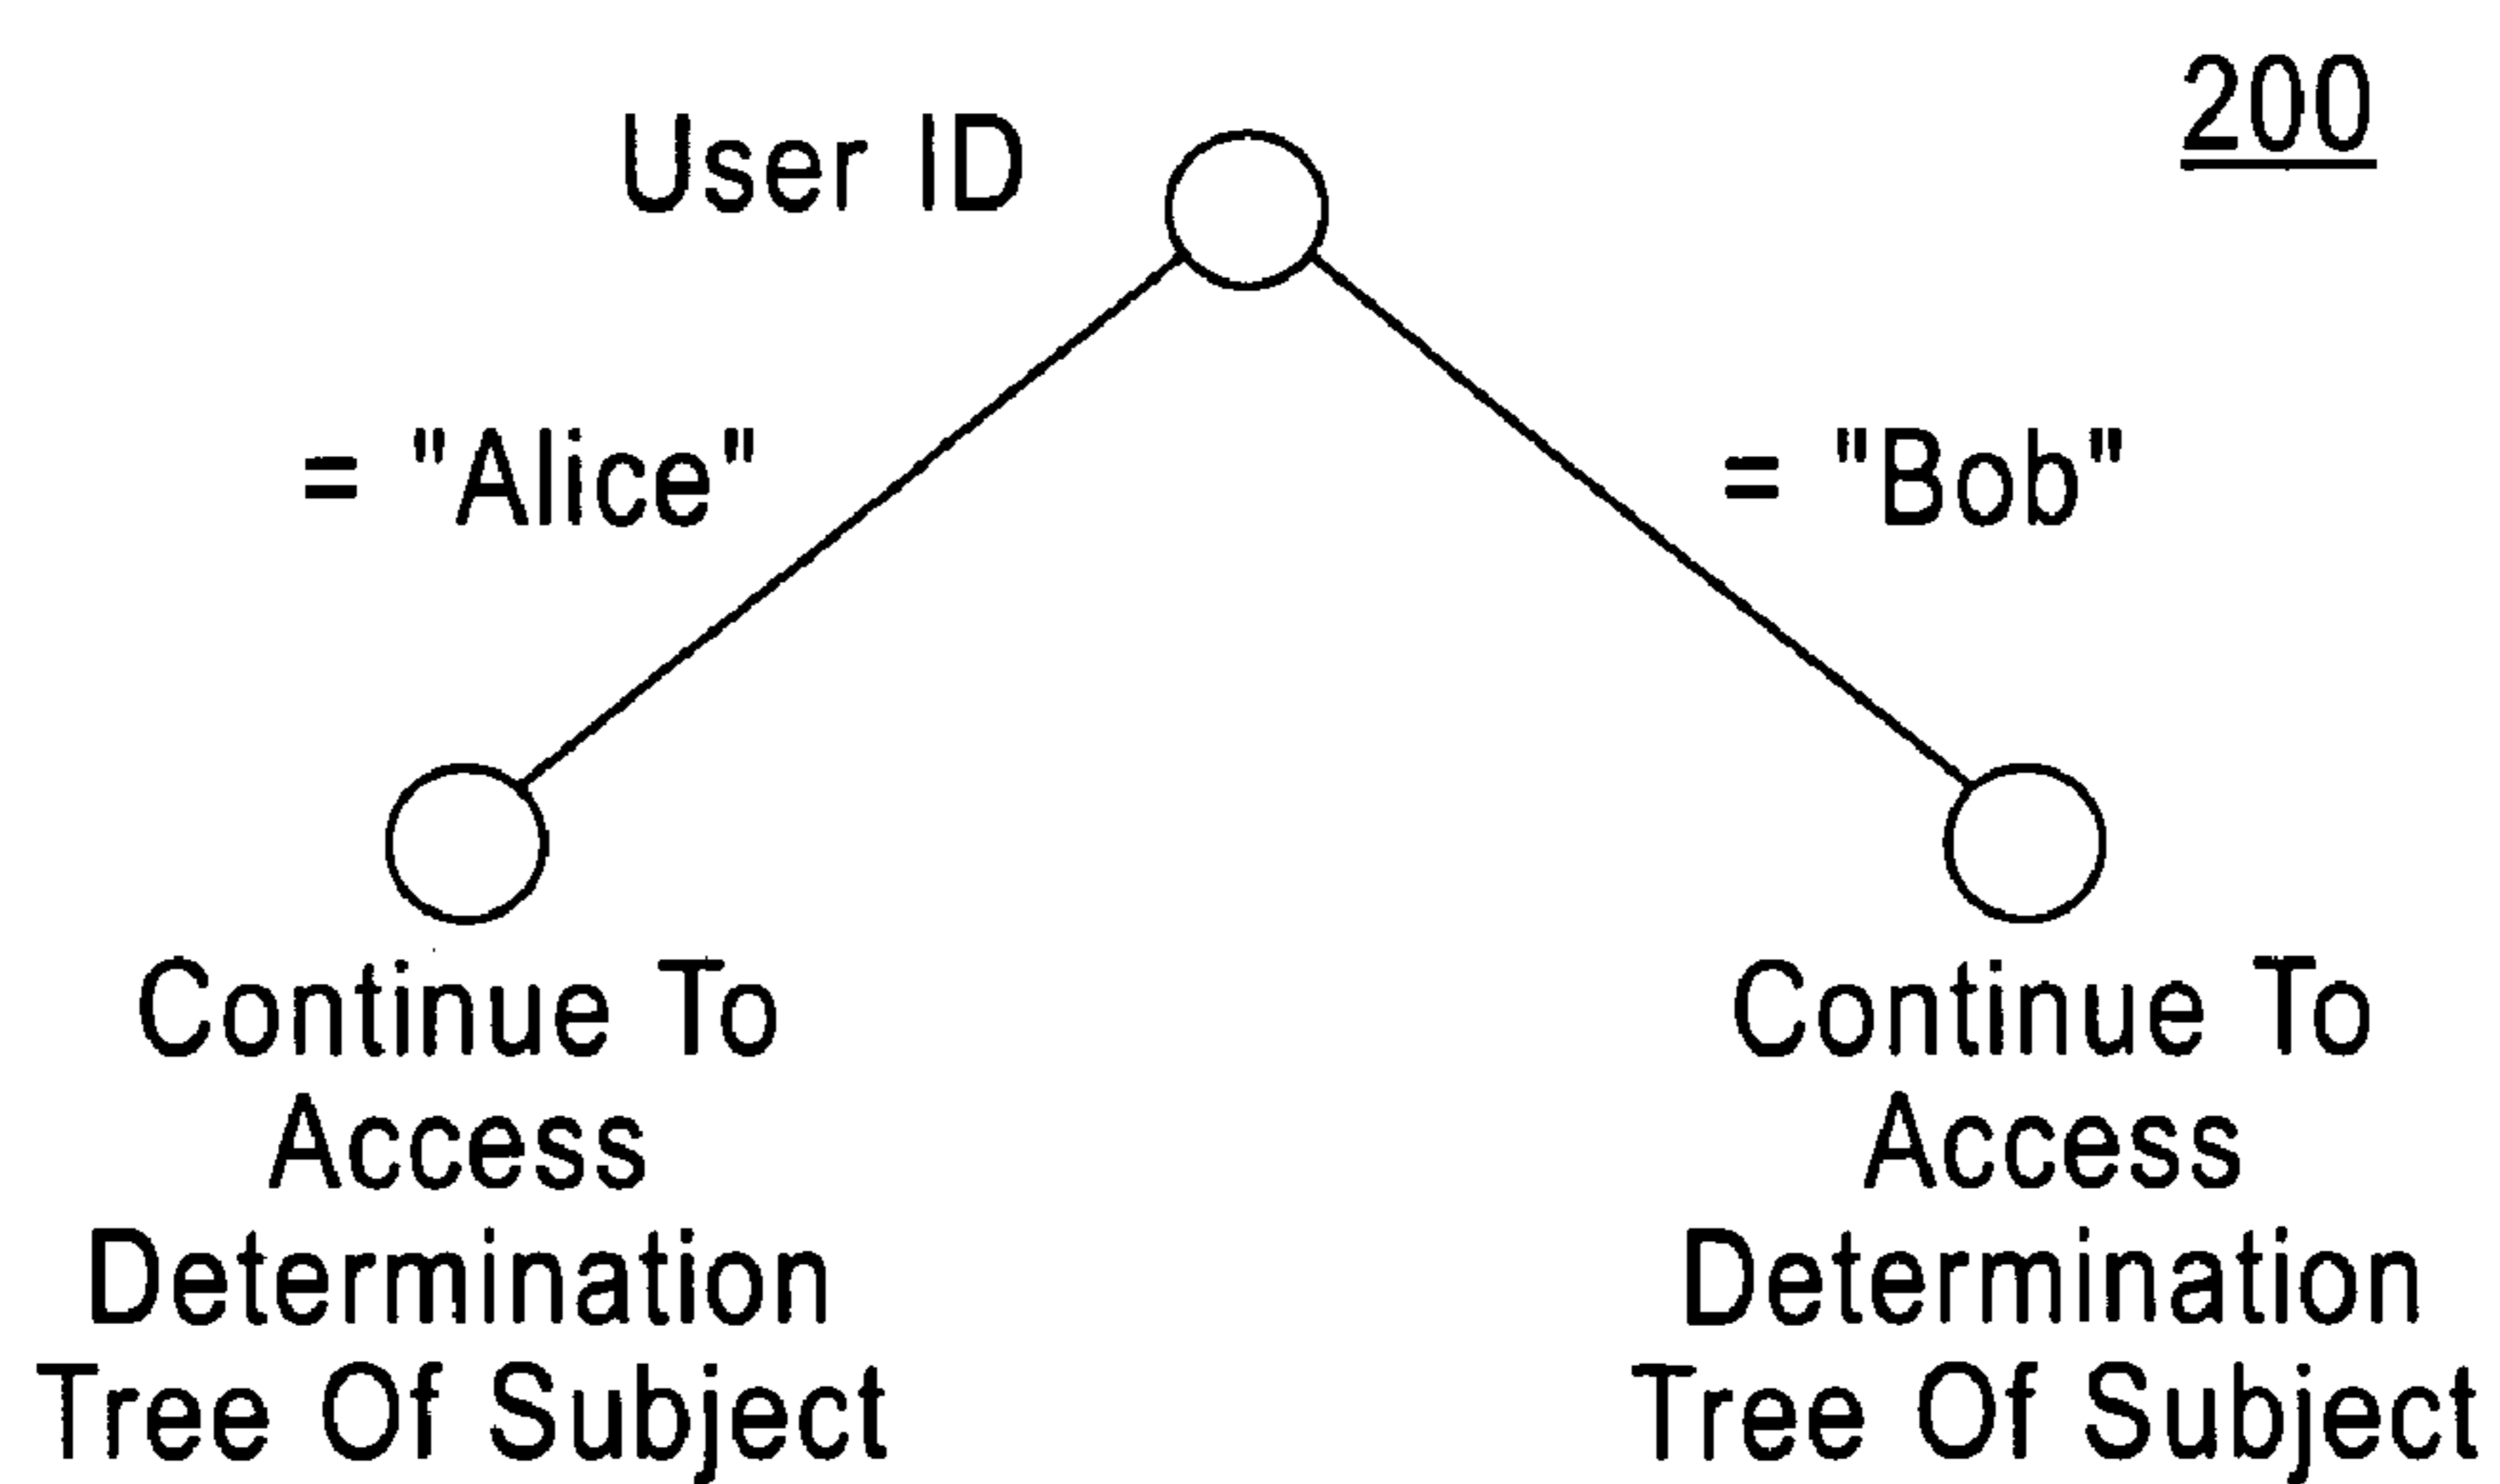 200
User ID
= "Alice"
= "Bob"
Continue To
Access
Determination
Tree Of Subject
Continue To
Access
Determination
Tree Of Subject